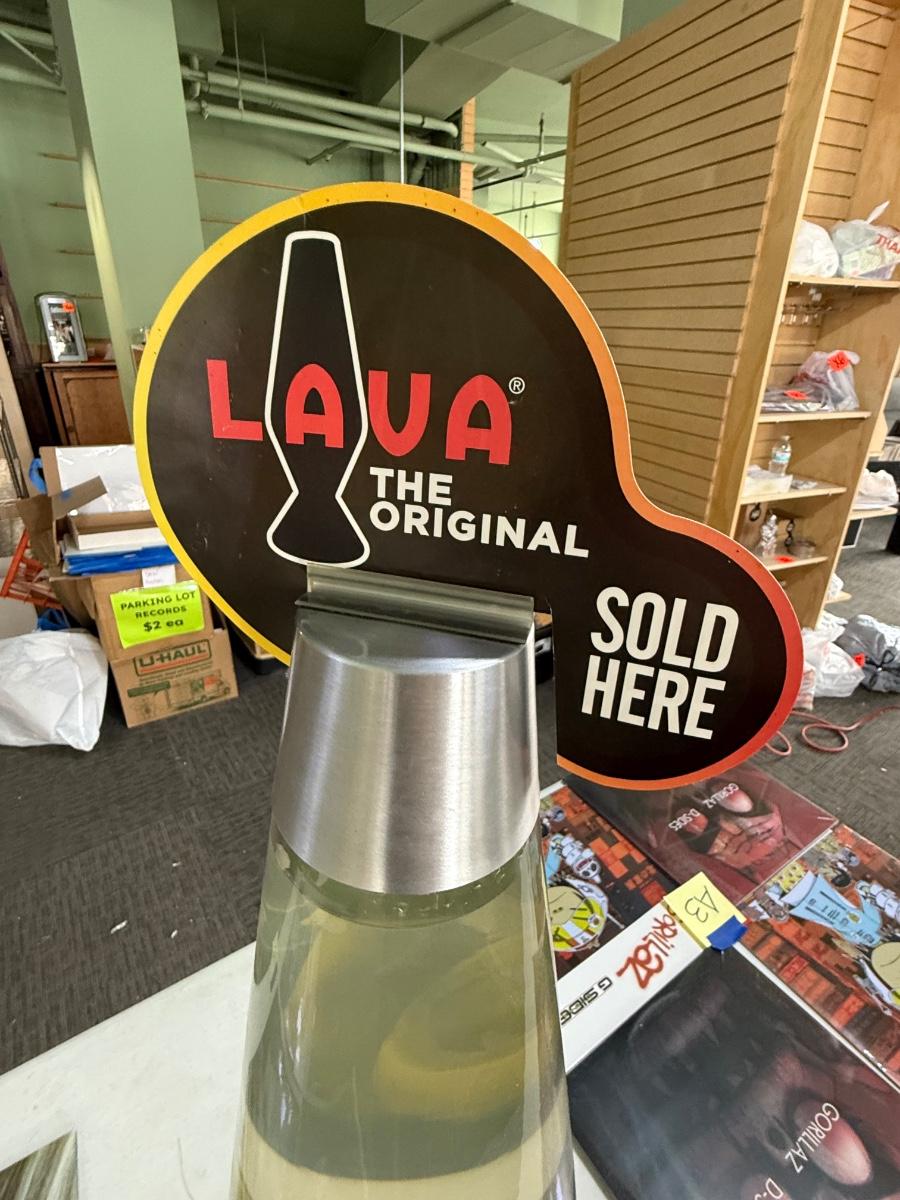 LAVA®
THE
ORIGINAL
SOLD
HERE
PARKING LOT
RECORDS
$2 ea
U-HAUL
GORILLAZ
D-SIDES
A3
GORILLAZ